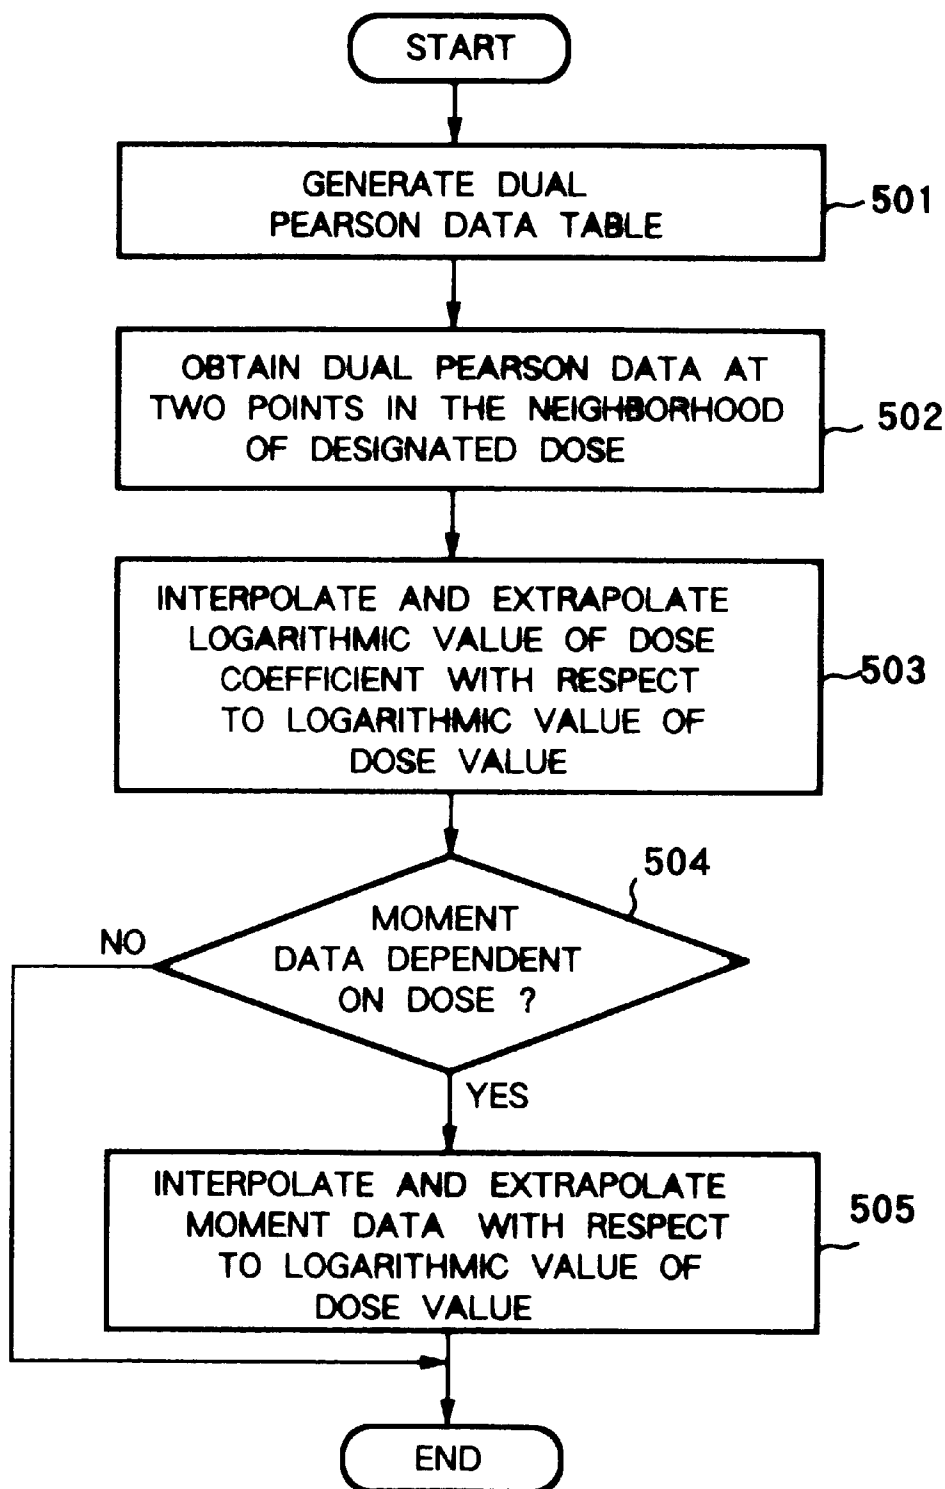 START
GENERATE DUAL
PEARSON DATA TABLE
501
OBTAIN DUAL PEARSON DATA AT
TWO POINTS IN THE NEIGHBORHOOD
OF DESIGNATED DOSE
502
INTERPOLATE AND EXTRAPOLATE
LOGARITHMIC VALUE OF DOSE
COEFFICIENT WITH RESPECT
TO LOGARITHMIC VALUE OF
DOSE VALUE
503
504
MOMENT
DATA DEPENDENT
ON DOSE ?
NO
YES
INTERPOLATE AND EXTRAPOLATE
MOMENT DATA WITH RESPECT
TO LOGARITHMIC VALUE OF
DOSE VALUE
505
END